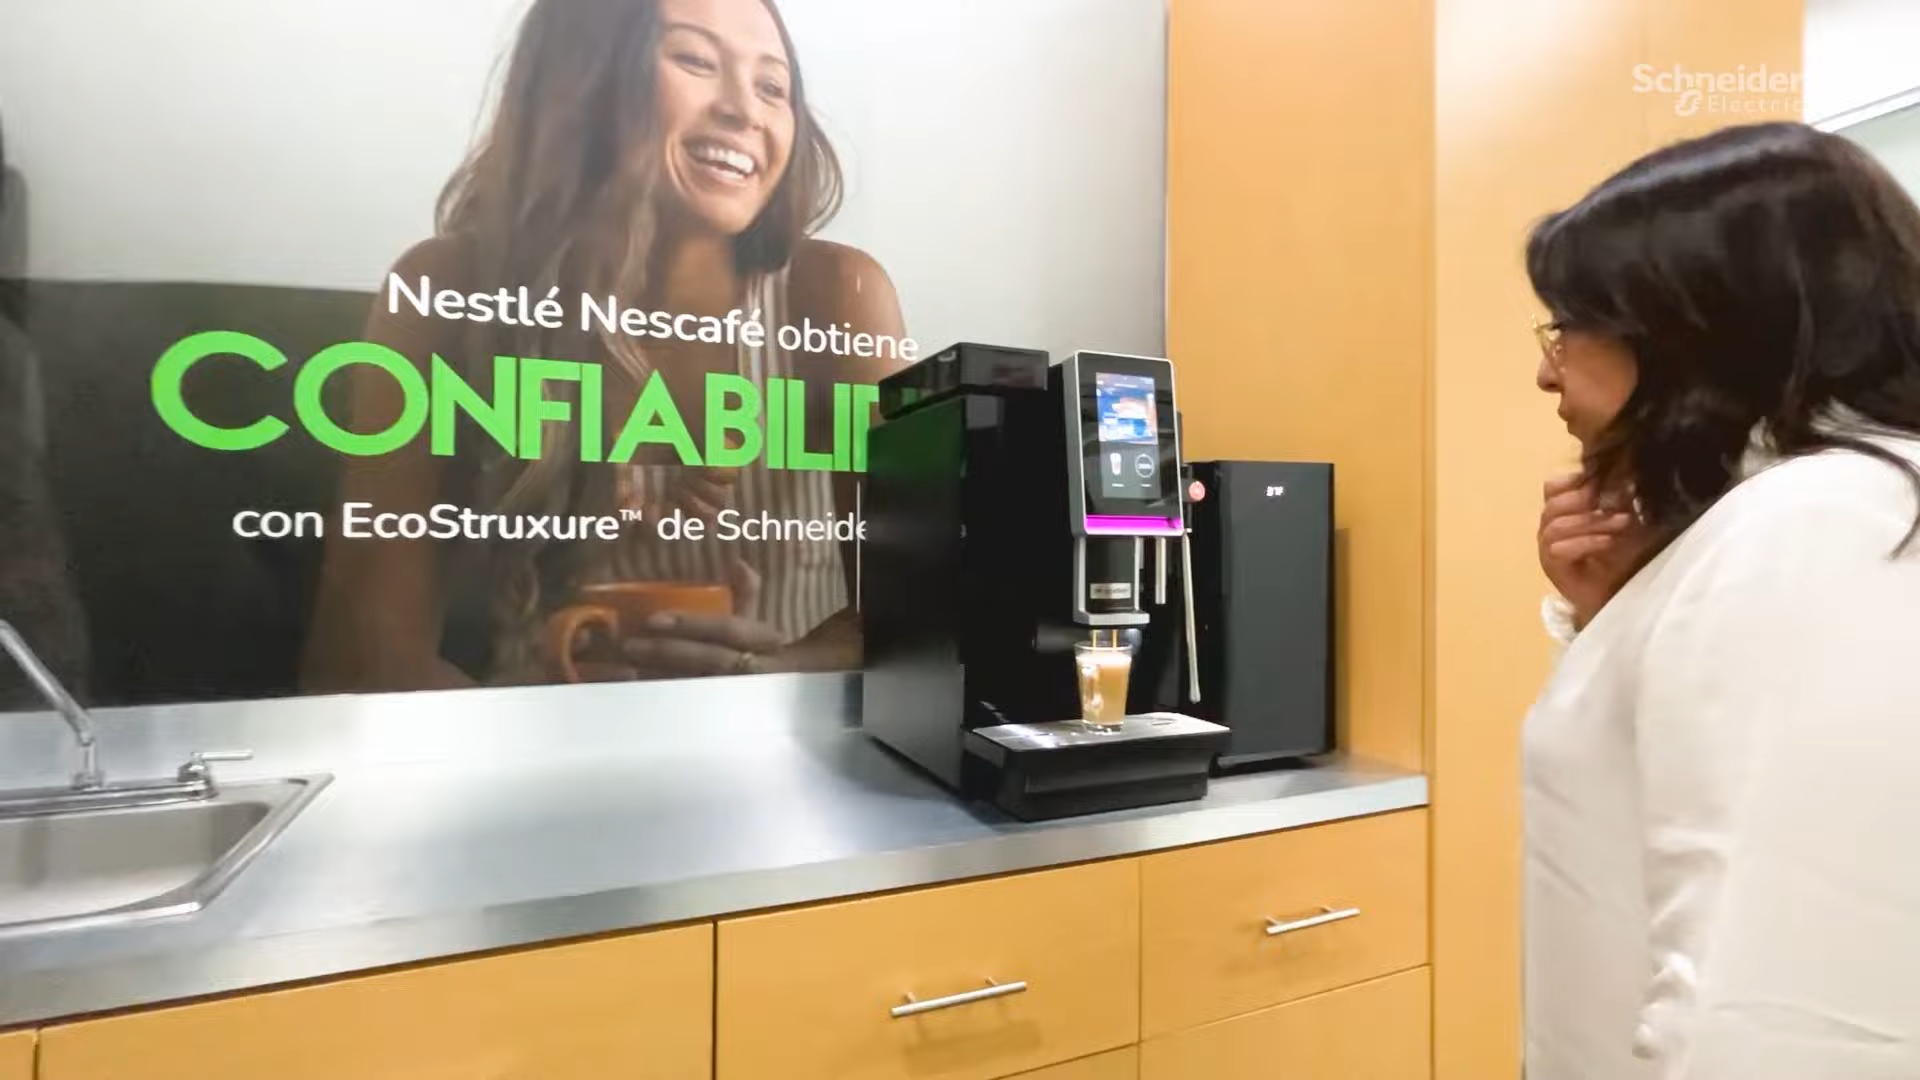 Schneider
Electric
Nestlé Nescafé obtiene
CONFIABILI
con EcoStruxure™ de Schneide